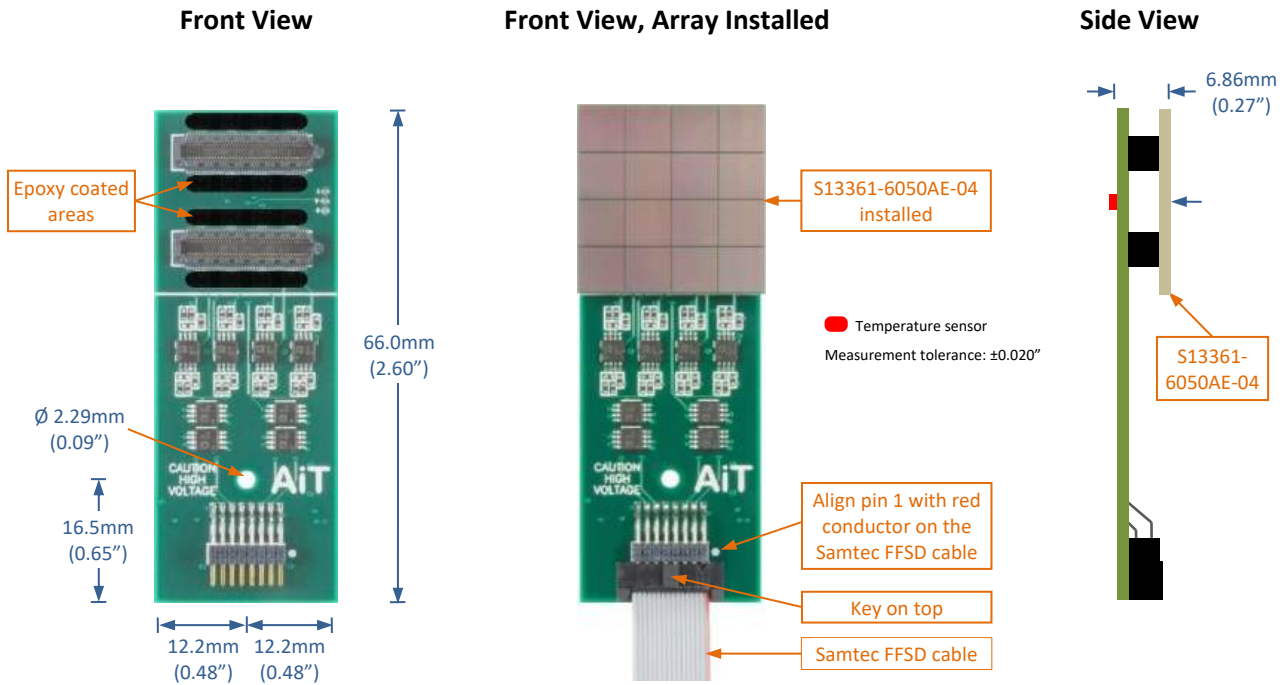 Front View
Front View, Array Installed
Side View
6.86mm
(0.27”)
Epoxy coated
areas
S13361-6050AE-04
installed
66.0mm
(2.60”)
Temperature sensor
Measurement tolerance: ±0.020”
S13361-
6050AE-04
Ø 2.29mm
(0.09”)
CAUTION
HIGH
VOLTAGE
AiT
CAUTION
HIGH
VOLTAGE
AiT
16.5mm
(0.65”)
Align pin 1 with red
conductor on the
Samtec FFSD cable
Key on top
Samtec FFSD cable
12.2mm
(0.48”)
12.2mm
(0.48”)